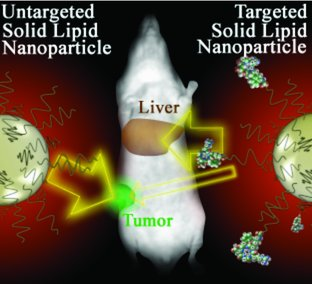 Untargeted
Solid Lipid
Nanoparticle
Targeted
Solid Lipid
Nanoparticle
Liver
Tumor